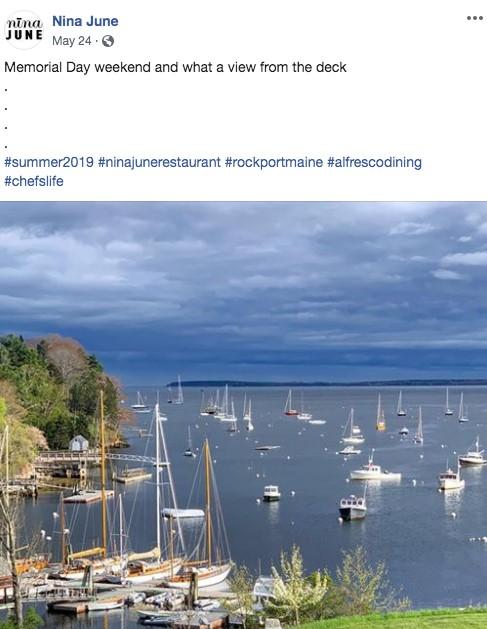 nina
JUNE
Nina June
May 24 ·
Memorial Day weekend and what a view from the deck
.
.
.
.
#summer2019 #ninajunerestaurant #rockportmaine #alfrescodining
#chefslife